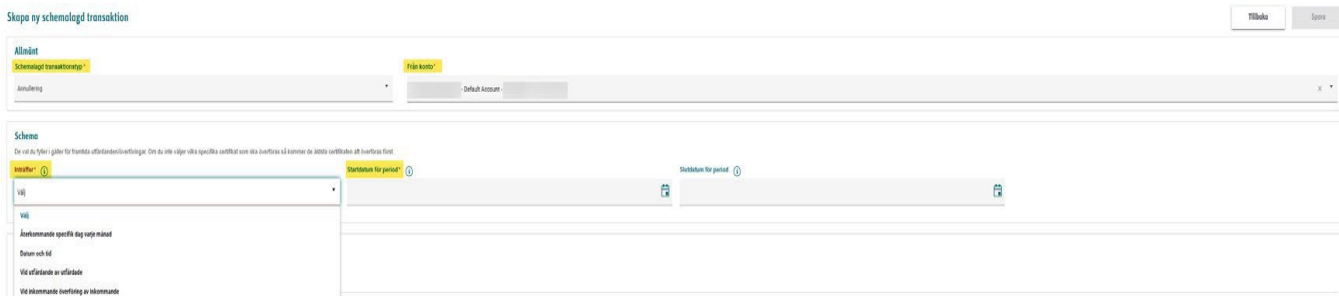 Skapa ny schemalagd transaktion
Tillbaka
Spara
Allmänt
Schemalagd transaktionstyp *
Från konto *
Annullering
- Default Account -
Schema
De val du fyller i gäller för framtida utfärdanden/överföringar. Om du inte väljer vilka specifika certifikat som ska överföras så kommer de äldsta certifikaten att överföras först.
Inträffar *
Startdatum för period *
Slutdatum för period
Välj
Välj
Återkommande specifik dag varje månad
Datum och tid
Vid utfärdande av utfärdade
Vid inkommande överföring av inkommande